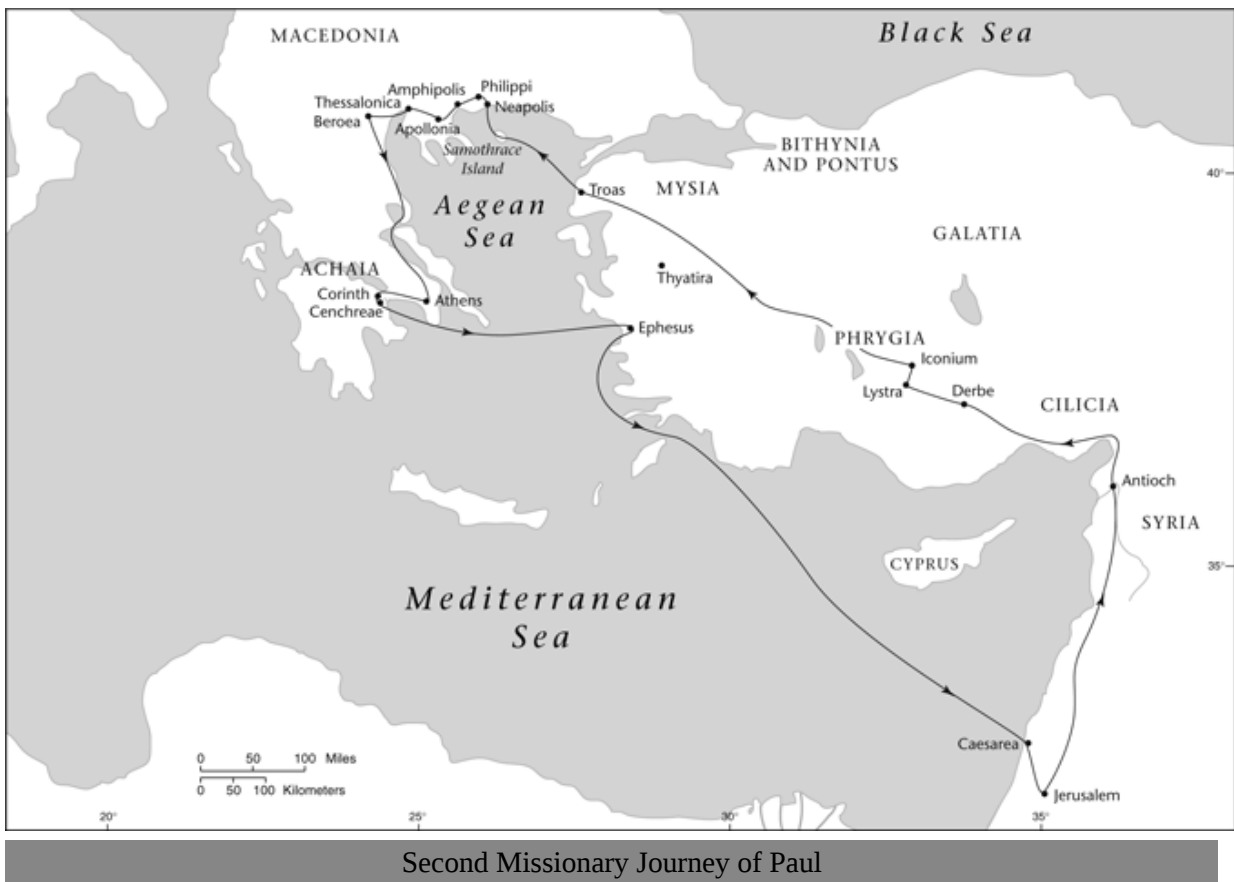 MACEDONIA
Black Sea
Amphipolis
Philippi
Thessalonica
Neapolis
Beroea
Apollonia
Samothrace
Island
BITHYNIA
AND PONTUS
40°
Troas
MYSIA
Aegean
Sea
GALATIA
ACHAIA
Thyatira
Corinth
Athens
Cenchreae
Ephesus
PHRYGIA
Iconium
Lystra
Derbe
CILICIA
Antioch
SYRIA
CYPRUS
35°
Mediterranean
Sea
Caesarea
0 50 100 Miles
0 50 100 Kilometers
Jerusalem
20°
25°
30°
35°
Second Missionary Journey of Paul